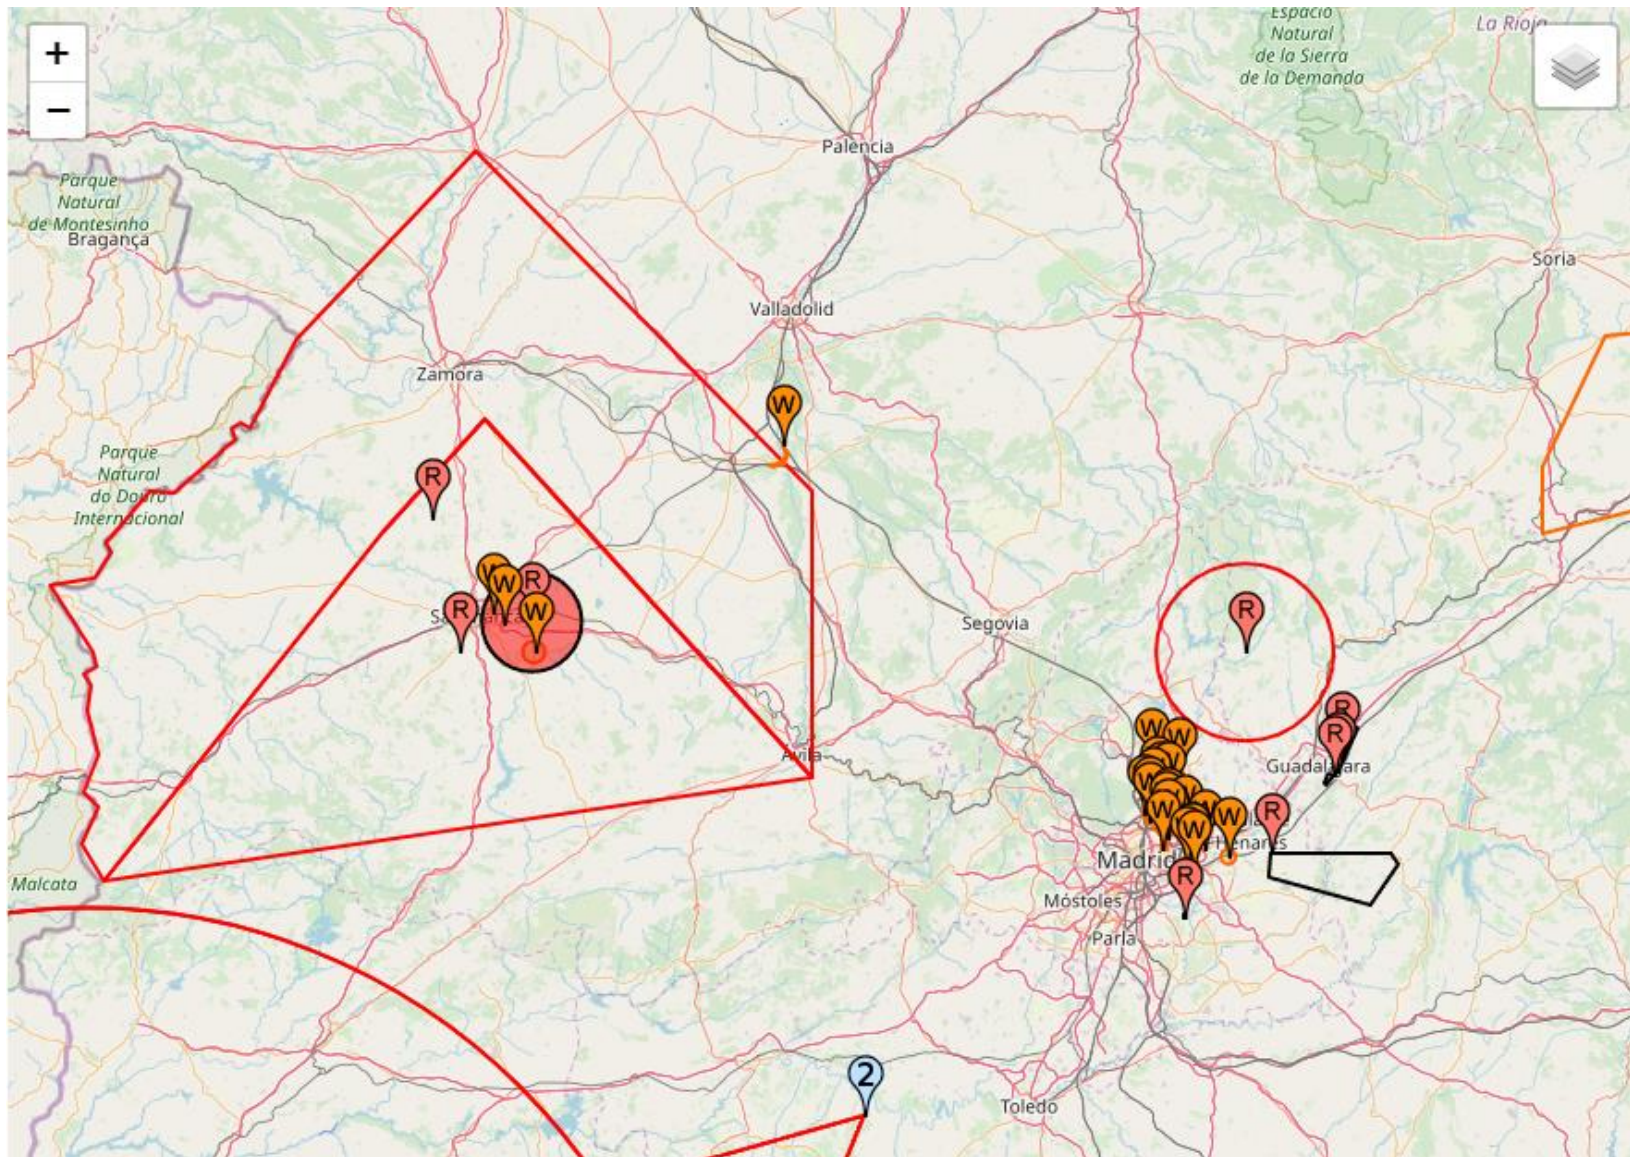 +
−
Espacio
Natural
de la Sierra
de la Demanda
La Rioja
Palencia
Parque
Natural
de Montesinho
Bragança
Soria
Valladolid
Zamora
W
Parque
Natural
do Douro
Internacional
R
W
W
R
R
W
Segovia
R
R
R
W
W
W
W
W
W
W
R
Ávila
Guadalajara
Henares
Madrid
R
Móstoles
Malcata
Parla
2
Toledo